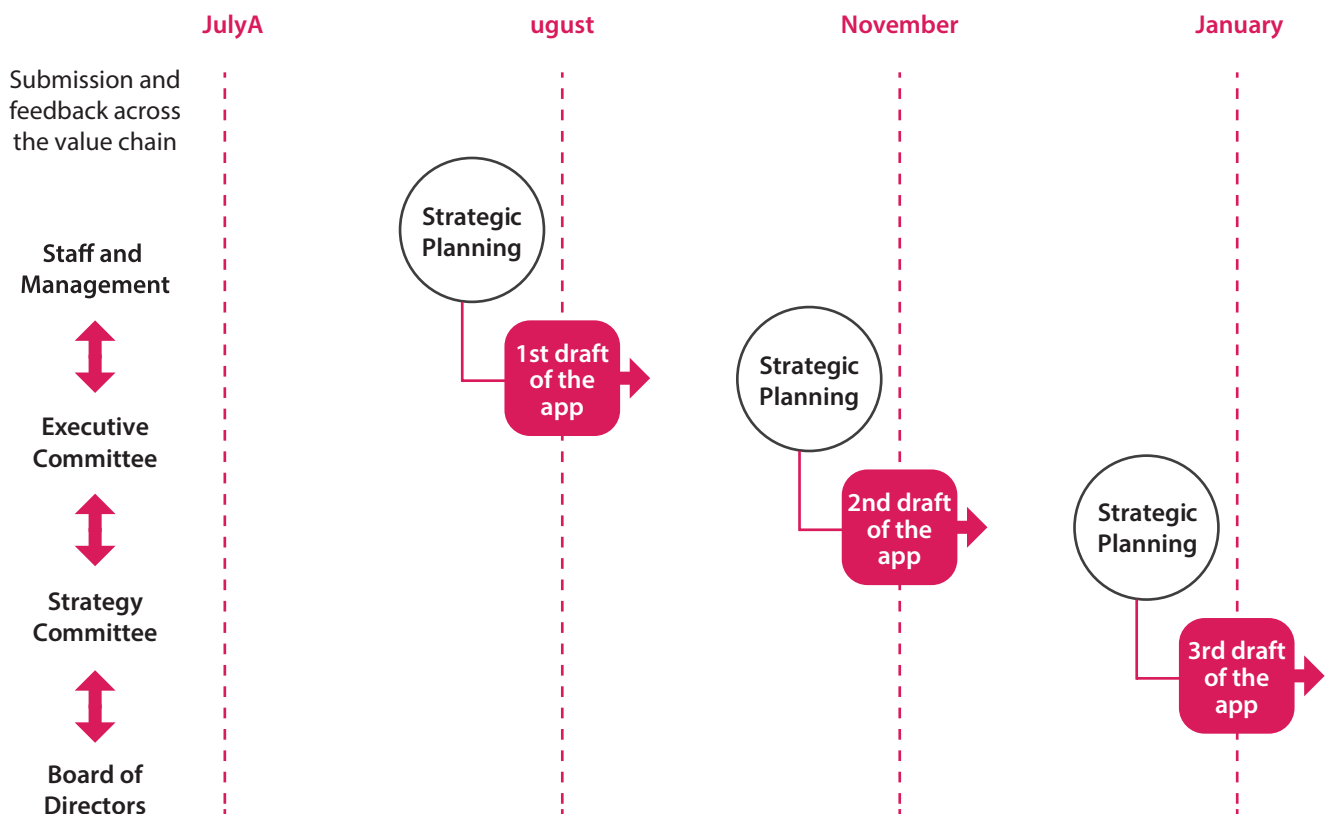 JulyA
ugust
November
January
Submission and
feedback across
the value chain
Strategic
Planning
Staff and
Management
1st draft
of the
app
Strategic
Planning
Executive
Committee
2nd draft
of the
app
Strategic
Planning
Strategy
Committee
3rd draft
of the
app
Board of
Directors